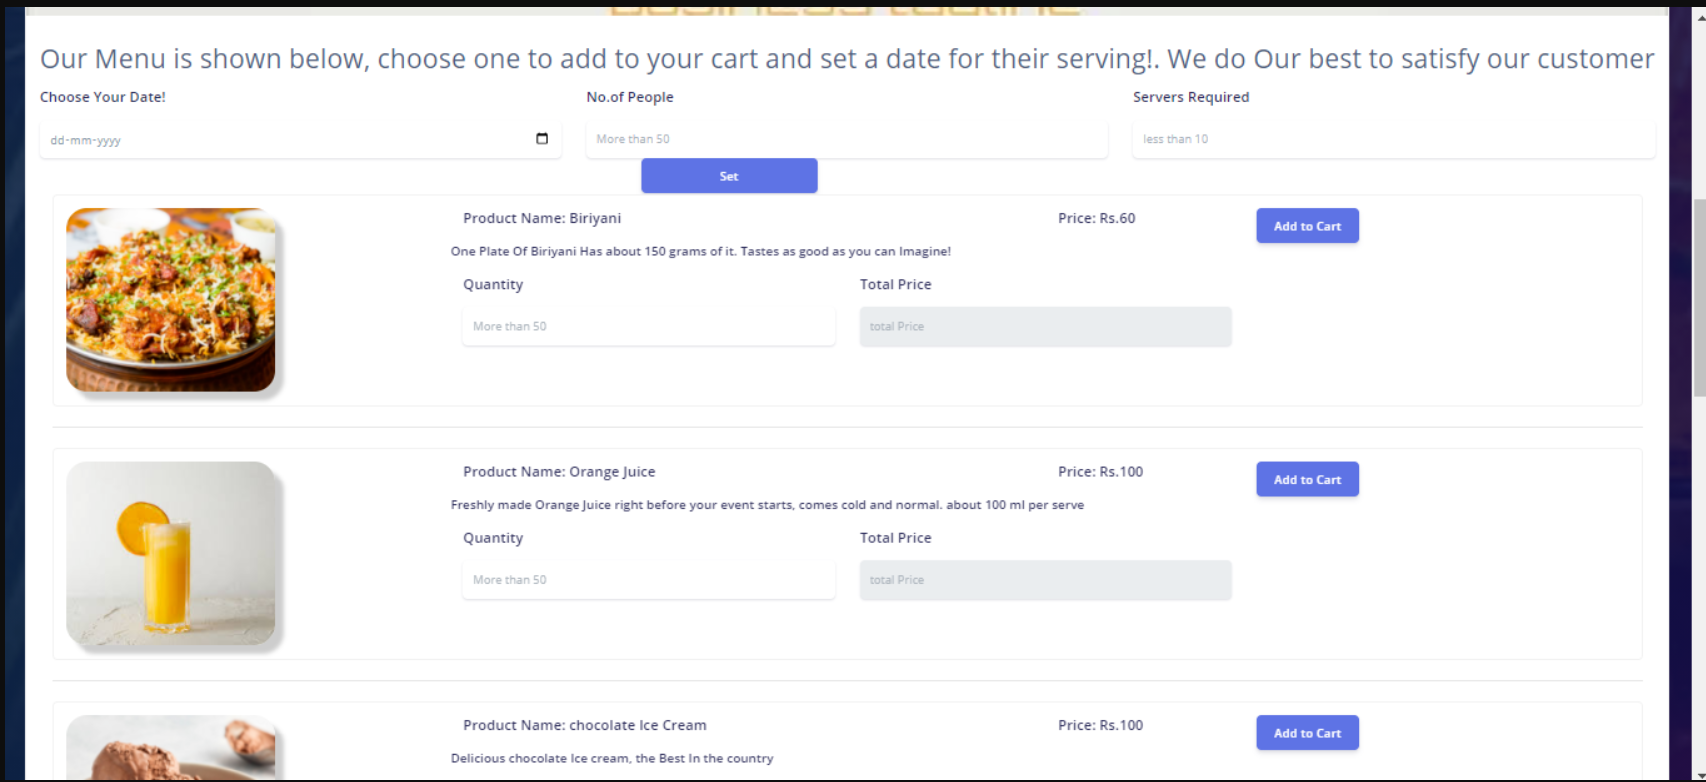 Our Menu is shown below, choose one to add to your cart and set a date for their serving!. We do Our best to satisfy our customer
Choose Your Date! No.of People Servers Required
dd-mm-yyyy More than 50 less than 10
Set
Product Name: Biriyani Price: Rs.60 Add to Cart
One Plate Of Biriyani Has about 150 grams of it. Tastes as good as you can Imagine!
Quantity Total Price
More than 50 total Price
Product Name: Orange Juice Price: Rs.100 Add to Cart
Freshly made Orange Juice right before your event starts, comes cold and normal. about 100 ml per serve
Quantity Total Price
More than 50 total Price
Product Name: chocolate Ice Cream Price: Rs.100 Add to Cart
Delicious chocolate Ice cream, the Best In the country